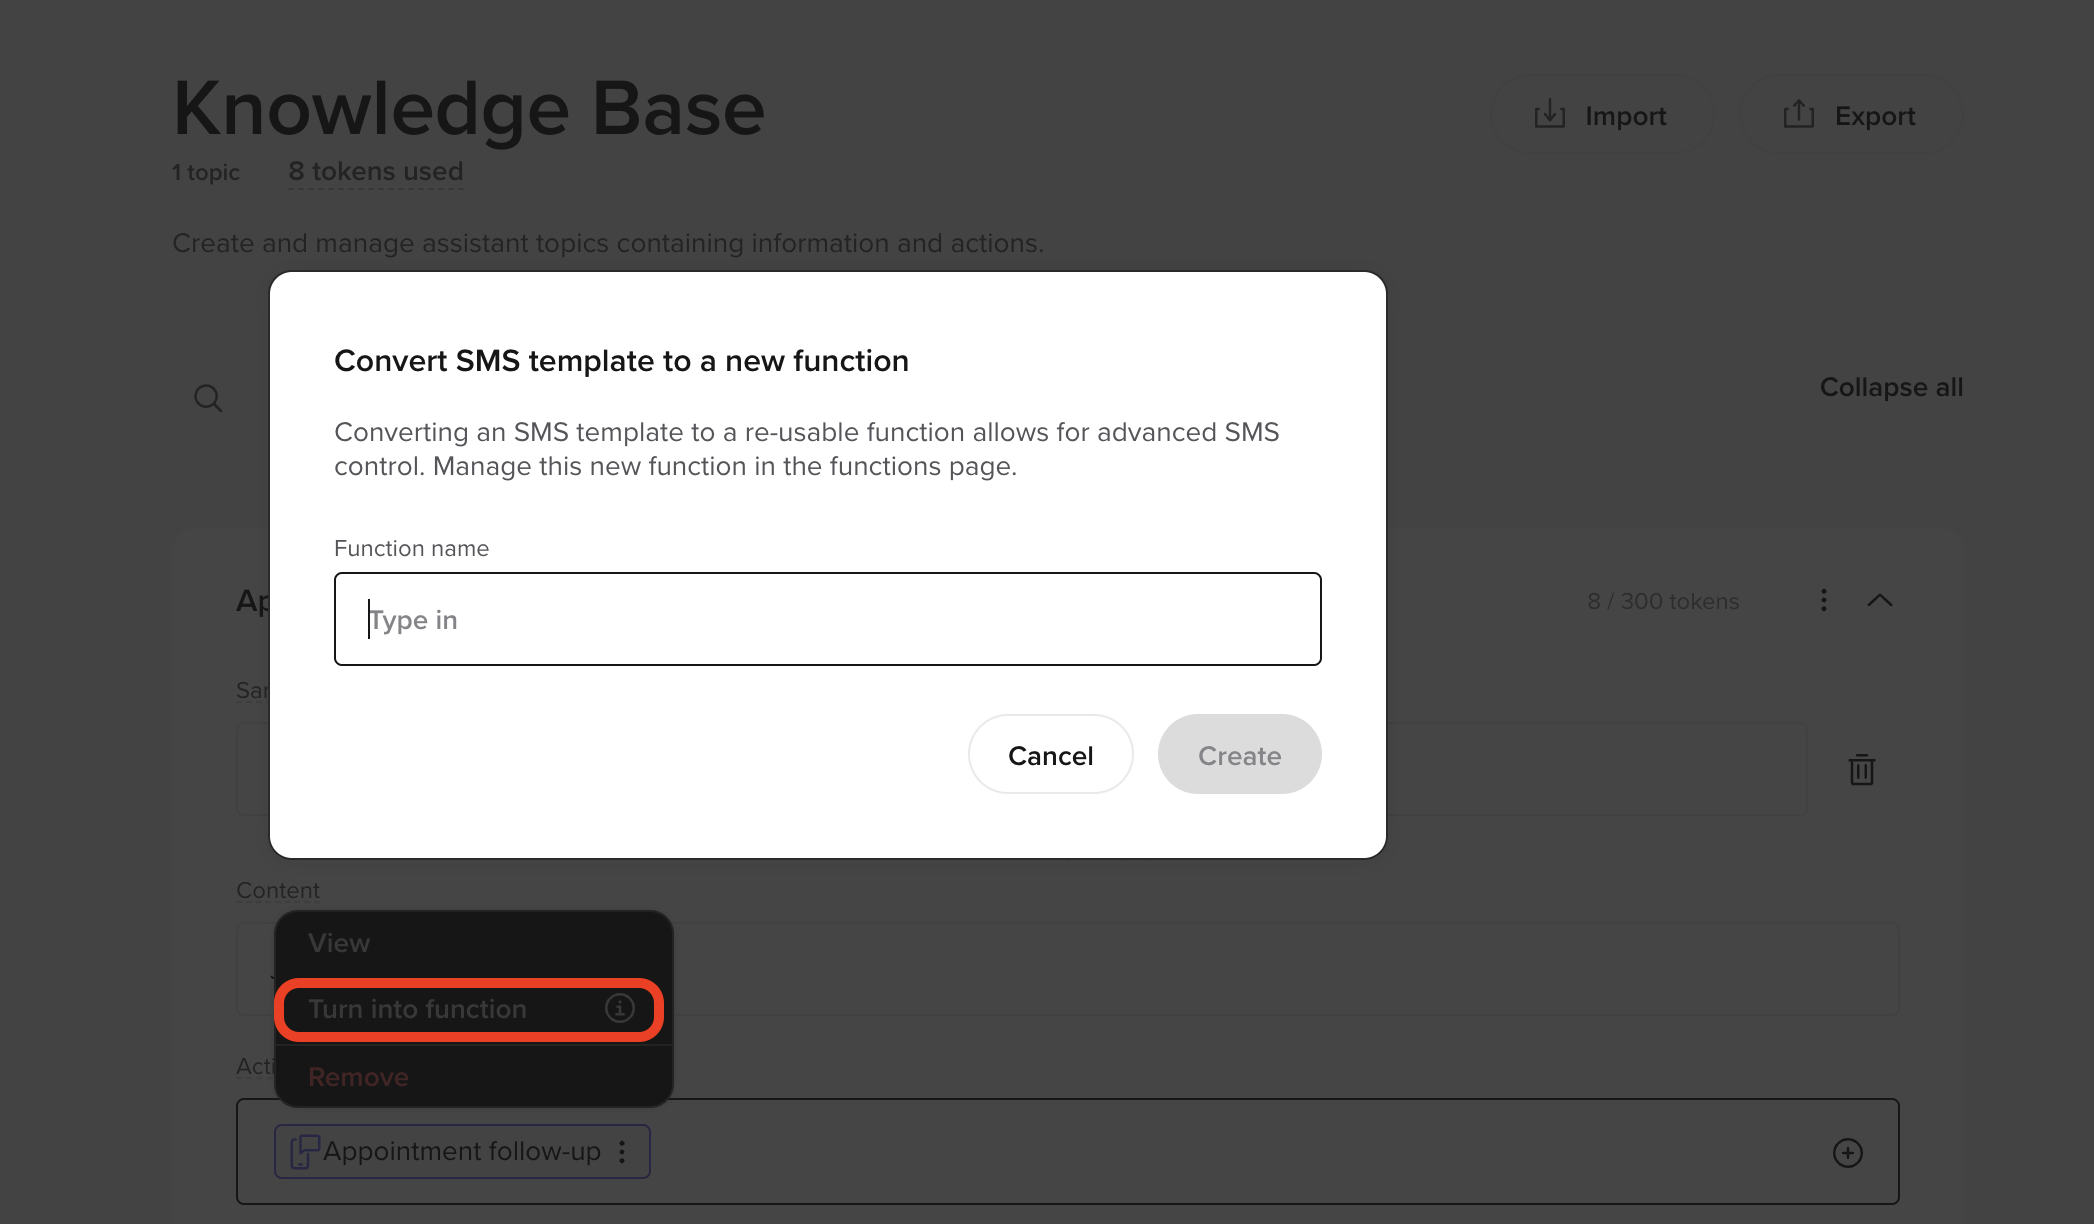 Knowledge Base
1 topic 8 tokens used
Import
Export
Create and manage assistant topics containing information and actions.
Collapse all
Convert SMS template to a new function
Converting an SMS template to a re-usable function allows for advanced SMS
control. Manage this new function in the functions page.
Function name
Type in
Cancel
Create
8 / 300 tokens
Content
View
Turn into function
Remove
Appointment follow-up